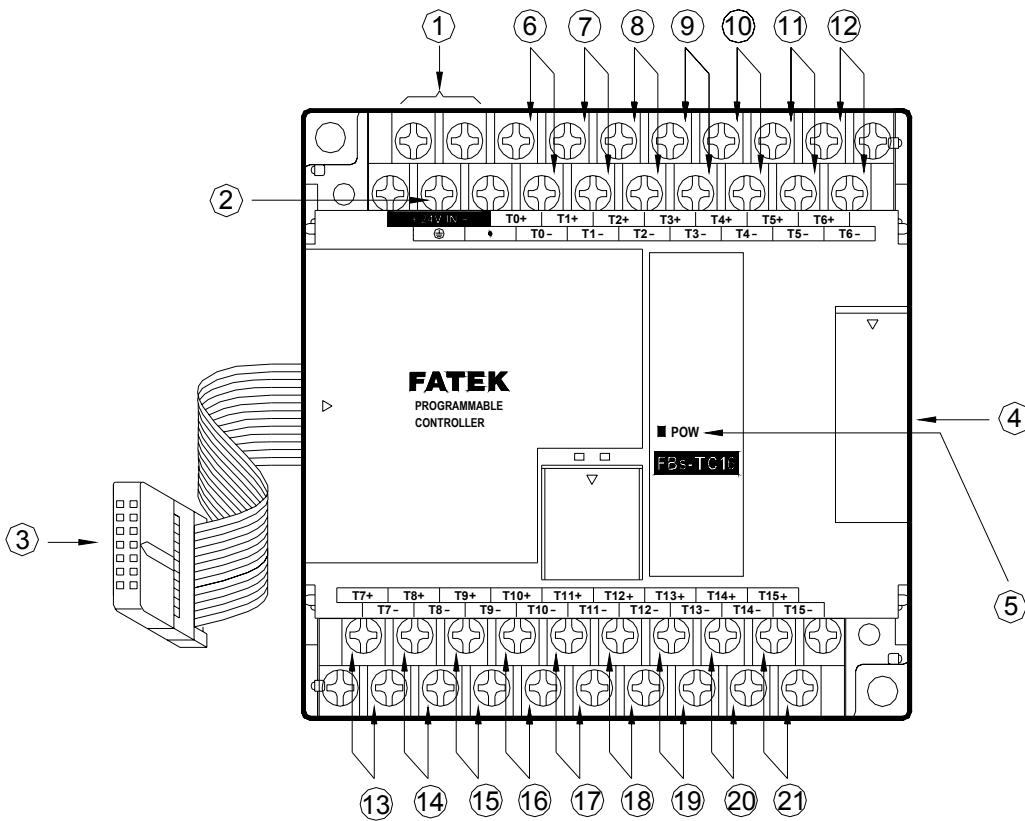 1 6 7 8 9 10 11 12
2
+ 24V IN – T0+ T1+ T2+ T3+ T4+ T5+ T6+
T0– T1– T2– T3– T4– T5– T6–
FATEK
PROGRAMMABLE
CONTROLLER
4
POW
FBs-TC16
3
5
T7+ T8+ T9+ T10+ T11+ T12+ T13+ T14+ T15+
T7– T8– T9– T10– T11– T12– T13– T14– T15–
13 14 15 16 17 18 19 20 21